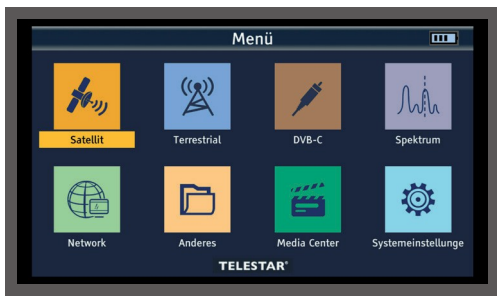 Menü
Satellit Terrestrial DVB-C Spektrum
Network Anderes Media Center Systemeinstellunge
TELESTAR®